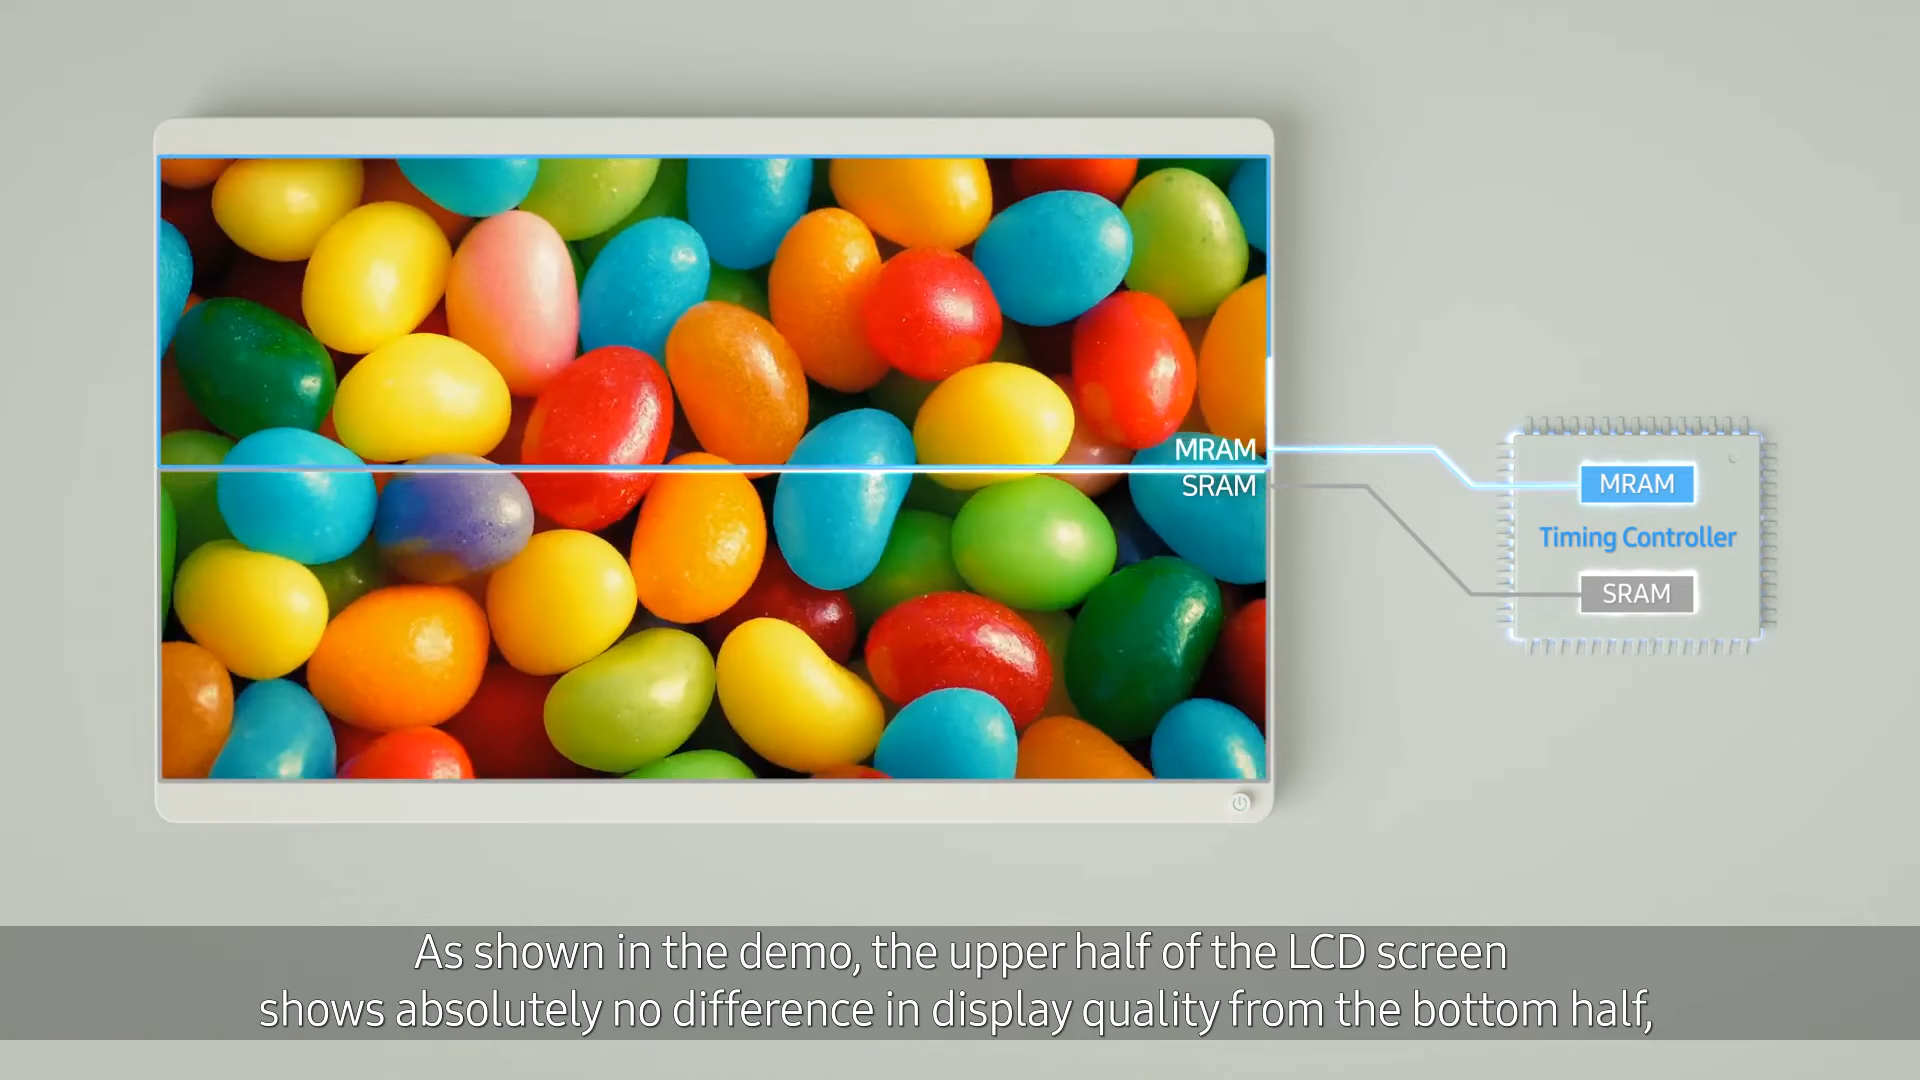 MRAM
SRAM
MRAM
Timing Controller
SRAM
As shown in the demo, the upper half of the LCD screen
shows absolutely no difference in display quality from the bottom half,